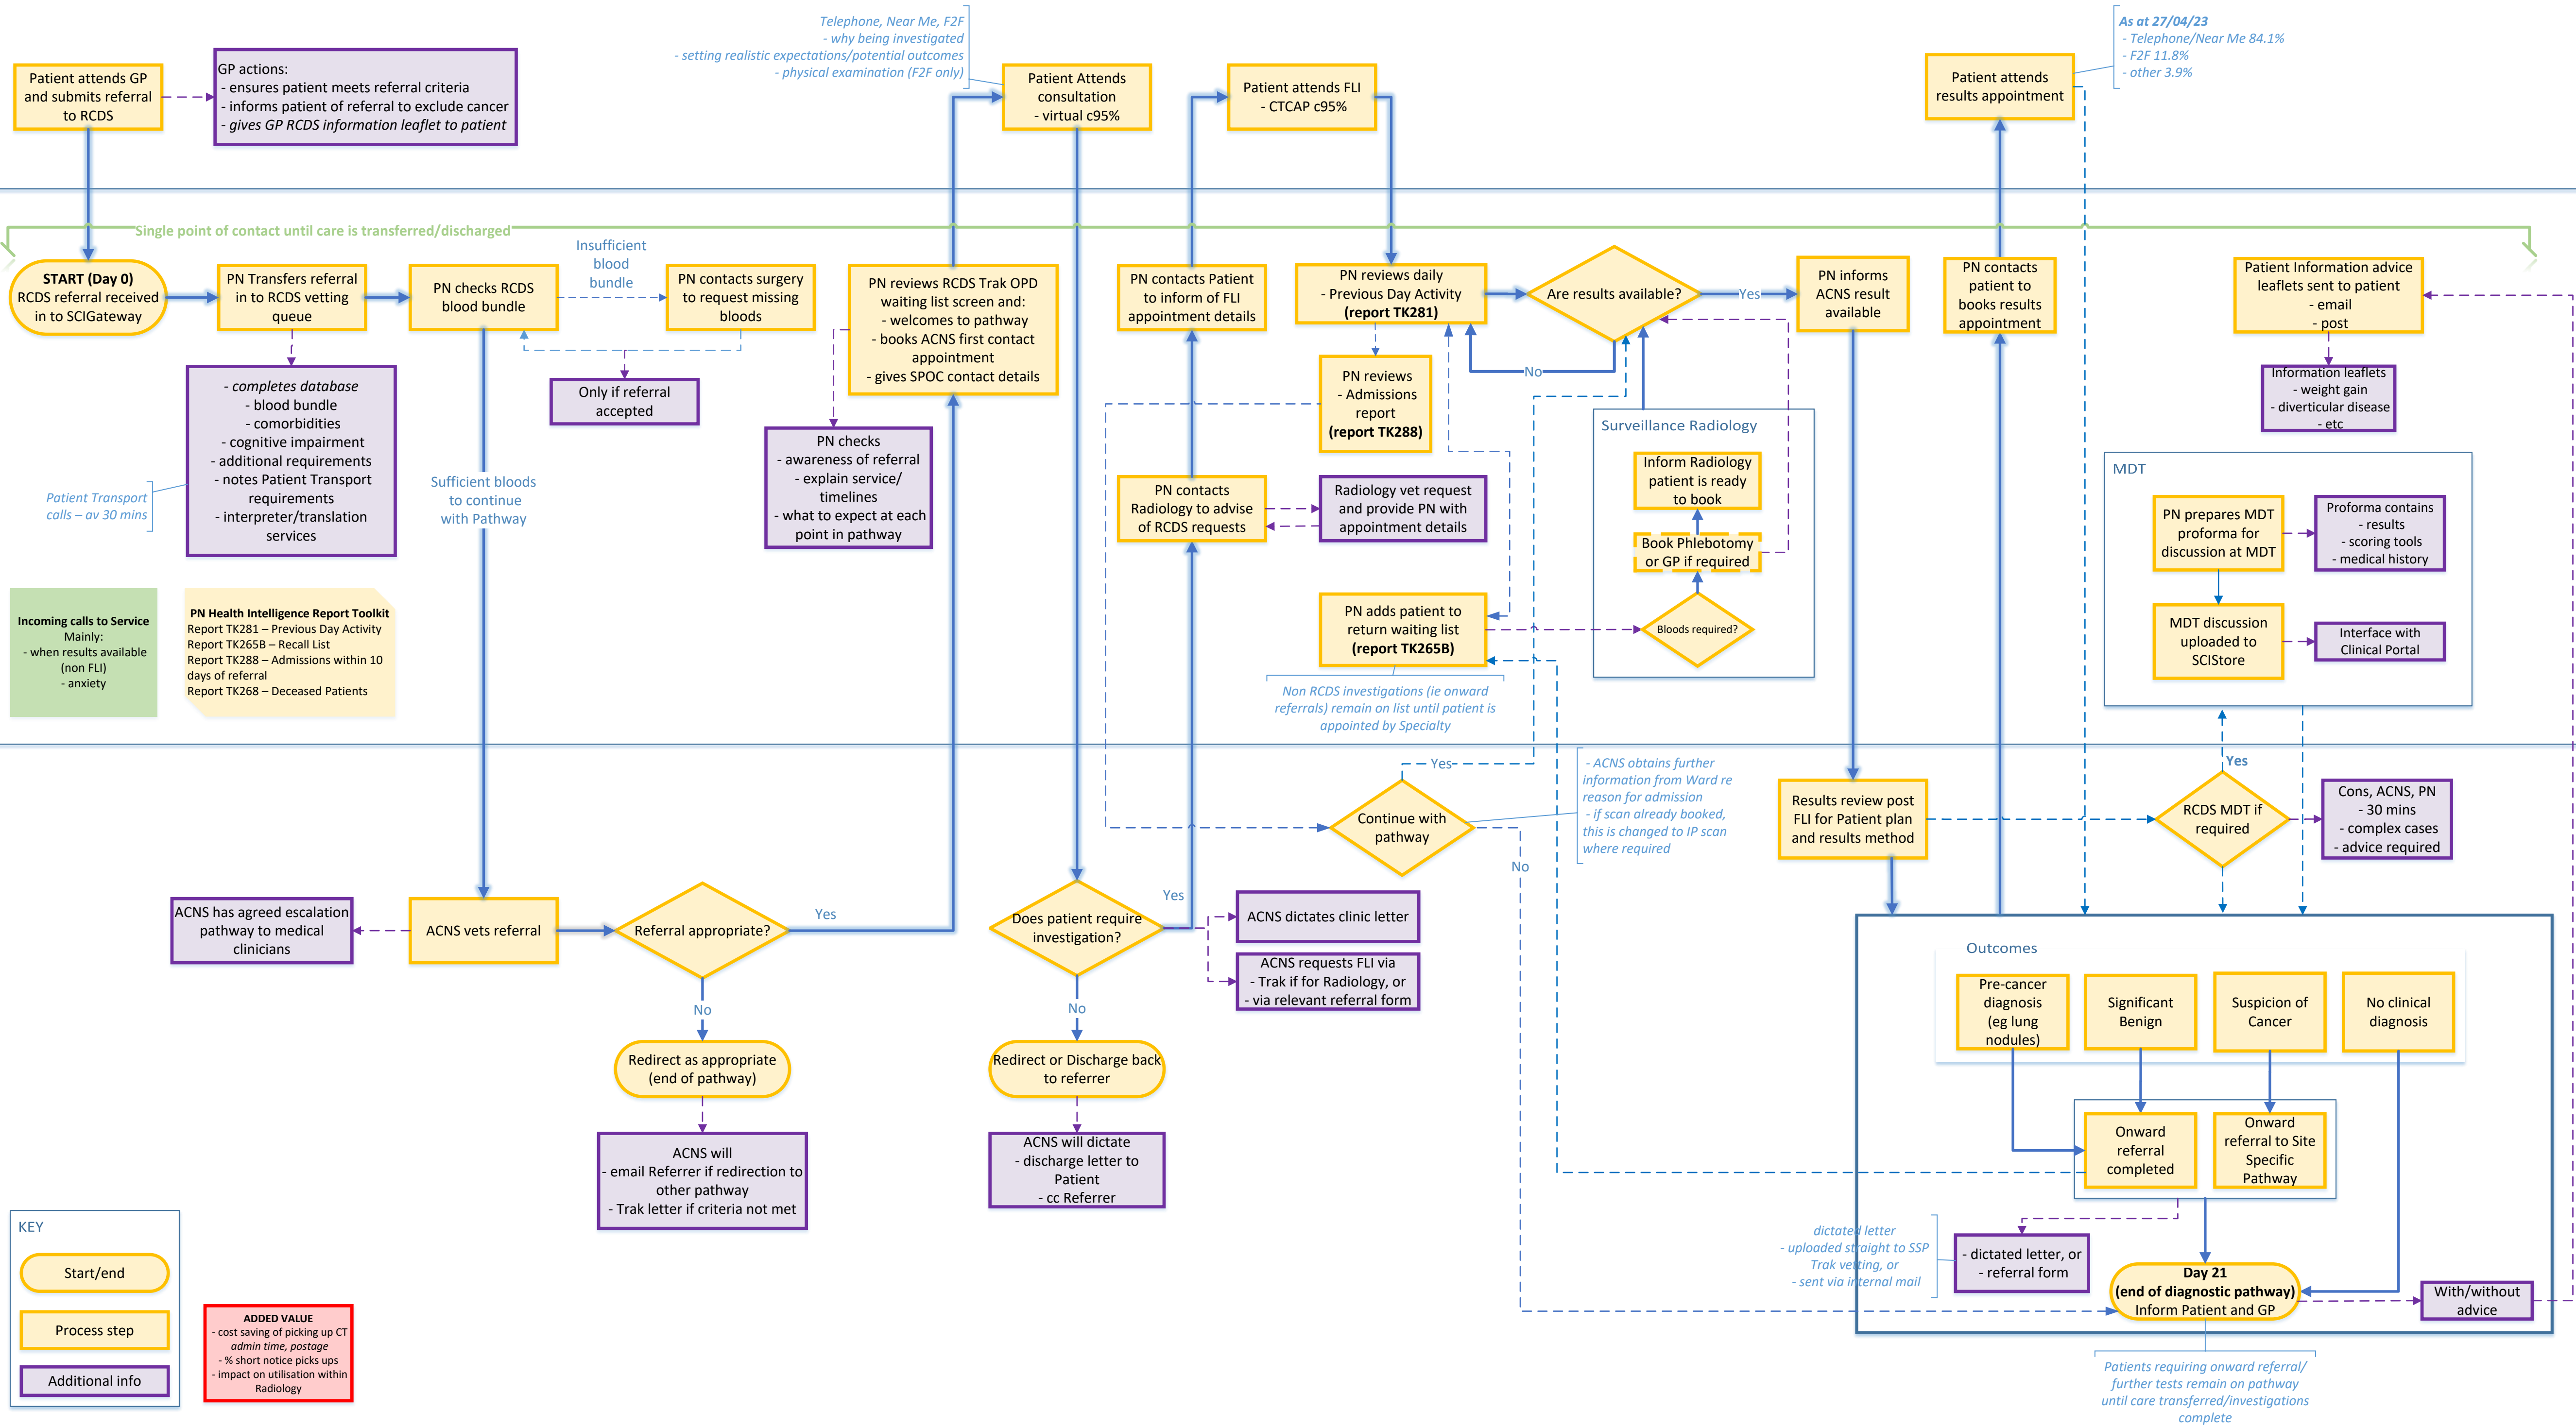 Patient attends GP
and submits referral
to RCDS
GP actions:
- ensures patient meets referral criteria
- informs patient of referral to exclude cancer
- gives GP RCDS information leaflet to patient
Telephone, Near Me, F2F
- why being investigated
- setting realistic expectations/potential outcomes
- physical examination (F2F only)
Patient Attends
consultation
- virtual c95%
Patient attends FLI
- CTCAP c95%
Patient attends
results appointment
As at 27/04/23
- Telephone/Near Me 84.1%
- F2F 11.8%
- other 3.9%
Single point of contact until care is transferred/discharged
START (Day 0)
RCDS referral received
in to SCIGateway
PN Transfers referral
in to RCDS vetting
queue
PN checks RCDS
blood bundle
Insufficient
blood
bundle
PN contacts surgery
to request missing
bloods
Only if referral
accepted
- completes database
- blood bundle
- comorbidities
- cognitive impairment
- additional requirements
- notes Patient Transport
requirements
- interpreter/translation
services
Patient Transport
calls – av 30 mins
Sufficient bloods
to continue
with Pathway
PN reviews RCDS Trak OPD
waiting list screen and:
- welcomes to pathway
- books ACNS first contact
appointment
- gives SPOC contact details
PN checks
- awareness of referral
- explain service/
timelines
- what to expect at each
point in pathway
PN contacts Patient
to inform of FLI
appointment details
PN contacts
Radiology to advise
of RCDS requests
Radiology vet request
and provide PN with
appointment details
PN reviews daily
- Previous Day Activity
(report TK281)
PN reviews
- Admissions
report
(report TK288)
PN adds patient to
return waiting list
(report TK265B)
Non RCDS investigations (ie onward
referrals) remain on list until patient is
appointed by Specialty
Are results available?
Yes
No
Surveillance Radiology
Inform Radiology
patient is ready
to book
Book Phlebotomy
or GP if required
Bloods required?
PN informs
ACNS result
available
PN contacts
patient to
books results
appointment
Patient Information advice
leaflets sent to patient
- email
- post
Information leaflets
- weight gain
- diverticular disease
- etc
MDT
PN prepares MDT
proforma for
discussion at MDT
Proforma contains
- results
- scoring tools
- medical history
MDT discussion
uploaded to
SCIStore
Interface with
Clinical Portal
Incoming calls to Service
Mainly:
- when results available
(non FLI)
- anxiety
PN Health Intelligence Report Toolkit
Report TK281 – Previous Day Activity
Report TK265B – Recall List
Report TK288 – Admissions within 10
days of referral
Report TK268 – Deceased Patients
ACNS has agreed escalation
pathway to medical
clinicians
ACNS vets referral
Referral appropriate?
Yes
No
Redirect as appropriate
(end of pathway)
ACNS will
- email Referrer if redirection to
other pathway
- Trak letter if criteria not met
Does patient require
investigation?
Yes
No
ACNS dictates clinic letter
ACNS requests FLI via
- Trak if for Radiology, or
- via relevant referral form
Redirect or Discharge back
to referrer
ACNS will dictate
- discharge letter to
Patient
- cc Referrer
Continue with
pathway
Yes
No
- ACNS obtains further
information from Ward re
reason for admission
- if scan already booked,
this is changed to IP scan
where required
Results review post
FLI for Patient plan
and results method
RCDS MDT if
required
Yes
Cons, ACNS, PN
- 30 mins
- complex cases
- advice required
Outcomes
Pre-cancer
diagnosis
(eg lung
nodules)
Significant
Benign
Suspicion of
Cancer
No clinical
diagnosis
Onward
referral
completed
Onward
referral to Site
Specific
Pathway
dictated letter
- uploaded straight to SSP
Trak vetting, or
- sent via internal mail
- dictated letter, or
- referral form
Day 21
(end of diagnostic pathway)
Inform Patient and GP
With/without
advice
Patients requiring onward referral/
further tests remain on pathway
until care transferred/investigations
complete
KEY
Start/end
Process step
Additional info
ADDED VALUE
- cost saving of picking up CT
admin time, postage
- % short notice picks ups
- impact on utilisation within
Radiology